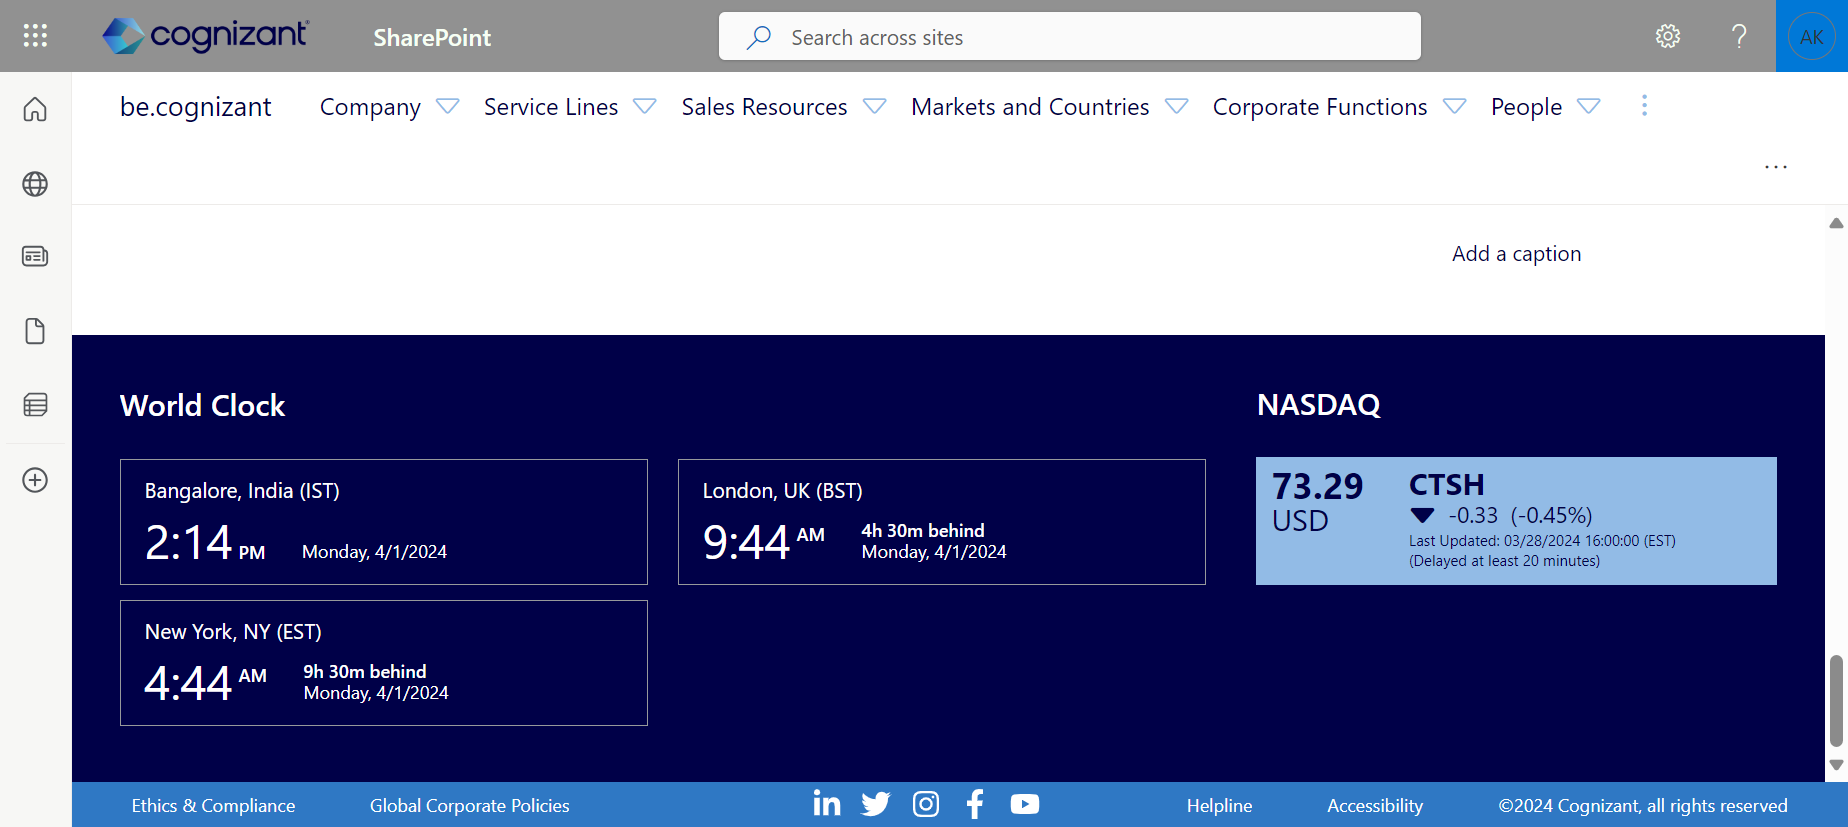 cognizant
SharePoint
Search across sites
?
AK
be.cognizant
Company
Service Lines
Sales Resources
Markets and Countries
Corporate Functions
People
Add a caption
World Clock
Bangalore, India (IST)
2:14 PM
Monday, 4/1/2024
London, UK (BST)
9:44 AM
4h 30m behind
Monday, 4/1/2024
New York, NY (EST)
4:44 AM
9h 30m behind
Monday, 4/1/2024
NASDAQ
73.29
USD
CTSH
-0.33 (-0.45%)
Last Updated: 03/28/2024 16:00:00 (EST)
(Delayed at least 20 minutes)
Ethics & Compliance
Global Corporate Policies
Helpline
Accessibility
©2024 Cognizant, all rights reserved